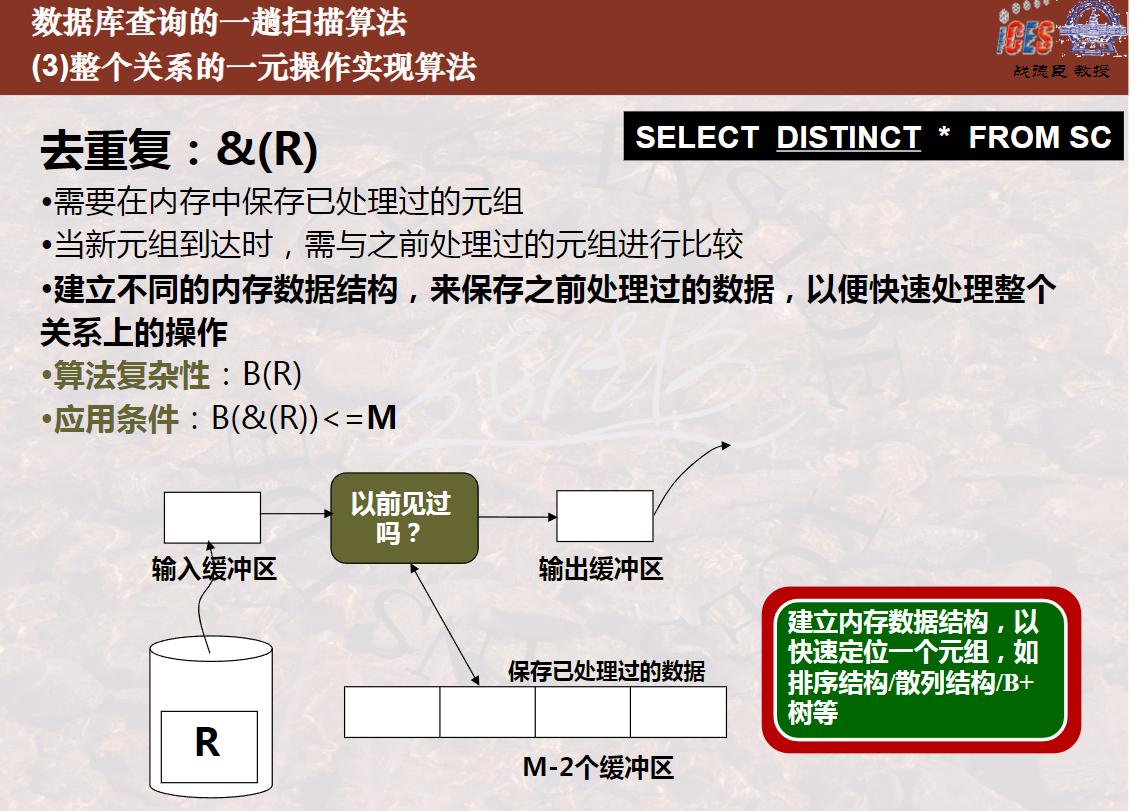 数据库查询的一趟扫描算法
(3)整个关系的一元操作实现算法
iCES
战德臣 教授
去重复：&(R)
SELECT DISTINCT * FROM SC
•需要在内存中保存已处理过的元组
•当新元组到达时，需与之前处理过的元组进行比较
•建立不同的内存数据结构，来保存之前处理过的数据，以便快速处理整个
关系上的操作
•算法复杂性：B(R)
•应用条件：B(&(R))<=M
以前见过
吗？
输入缓冲区
输出缓冲区
保存已处理过的数据
R
M-2个缓冲区
建立内存数据结构，以
快速定位一个元组，如
排序结构/散列结构/B+
树等